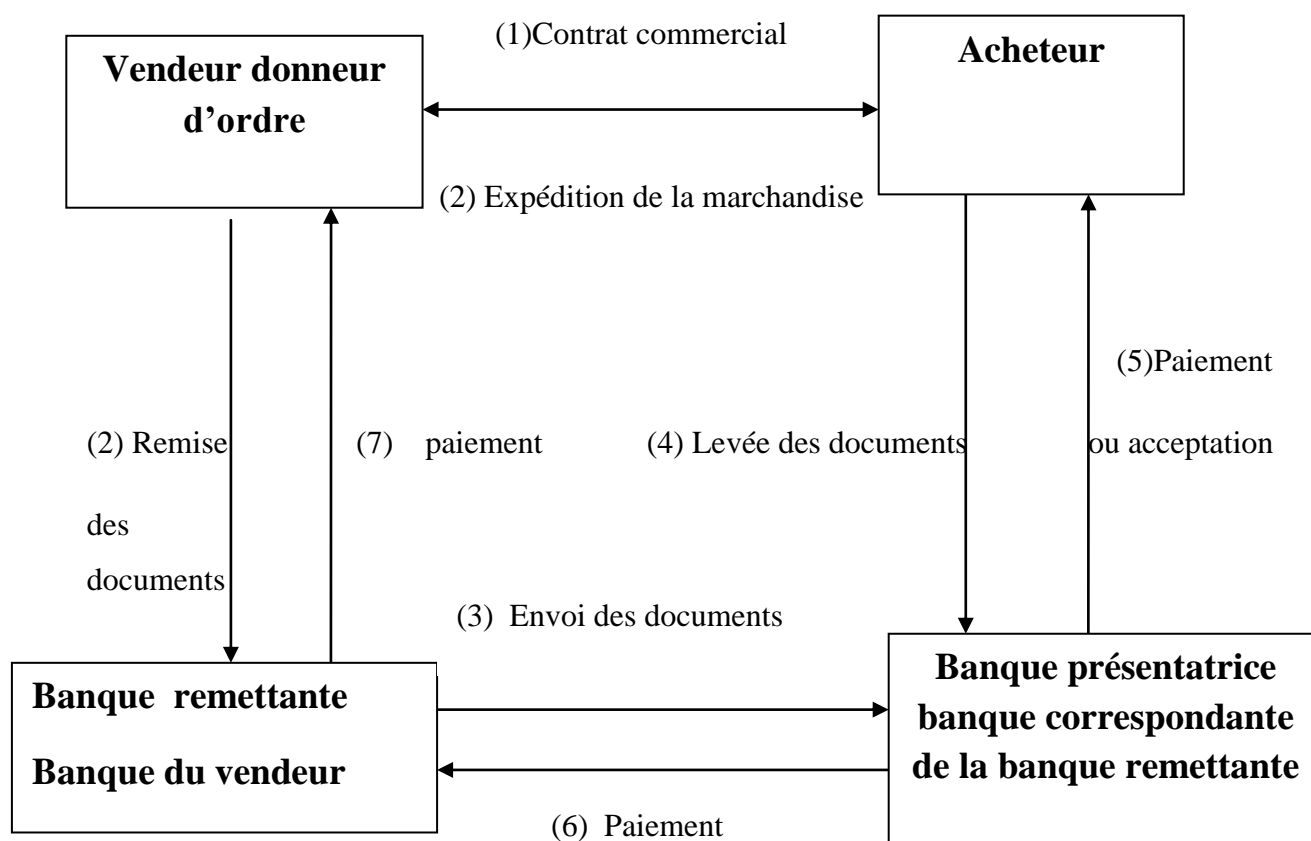 (1)Contrat commercial
Vendeur donneur
d’ordre
Acheteur
(2) Expédition de la marchandise
(5)Paiement
ou acceptation
(2) Remise
des
documents
(7) paiement
(4) Levée des documents
(3) Envoi des documents
Banque remettante
Banque du vendeur
Banque présentatrice
banque correspondante
de la banque remettante
(6) Paiement